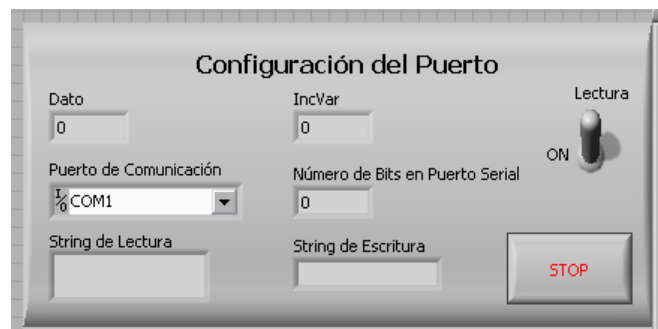 Configuración del Puerto
Dato
IncVar
Lectura
0
0
ON
Puerto de Comunicación
Número de Bits en Puerto Serial
I/O COM1
0
String de Lectura
String de Escritura
STOP